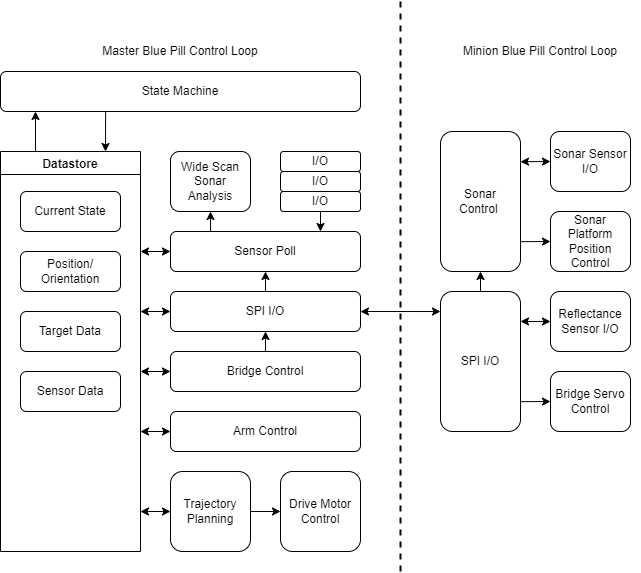 Master Blue Pill Control Loop
Minion Blue Pill Control Loop
State Machine
Datastore
Current State
Position/
Orientation
Target Data
Sensor Data
Wide Scan
Sonar
Analysis
I/O
I/O
I/O
Sensor Poll
SPI I/O
Bridge Control
Arm Control
Trajectory
Planning
Drive Motor
Control
Sonar
Control
Sonar Sensor
I/O
Sonar
Platform
Position
Control
SPI I/O
Reflectance
Sensor I/O
Bridge Servo
Control